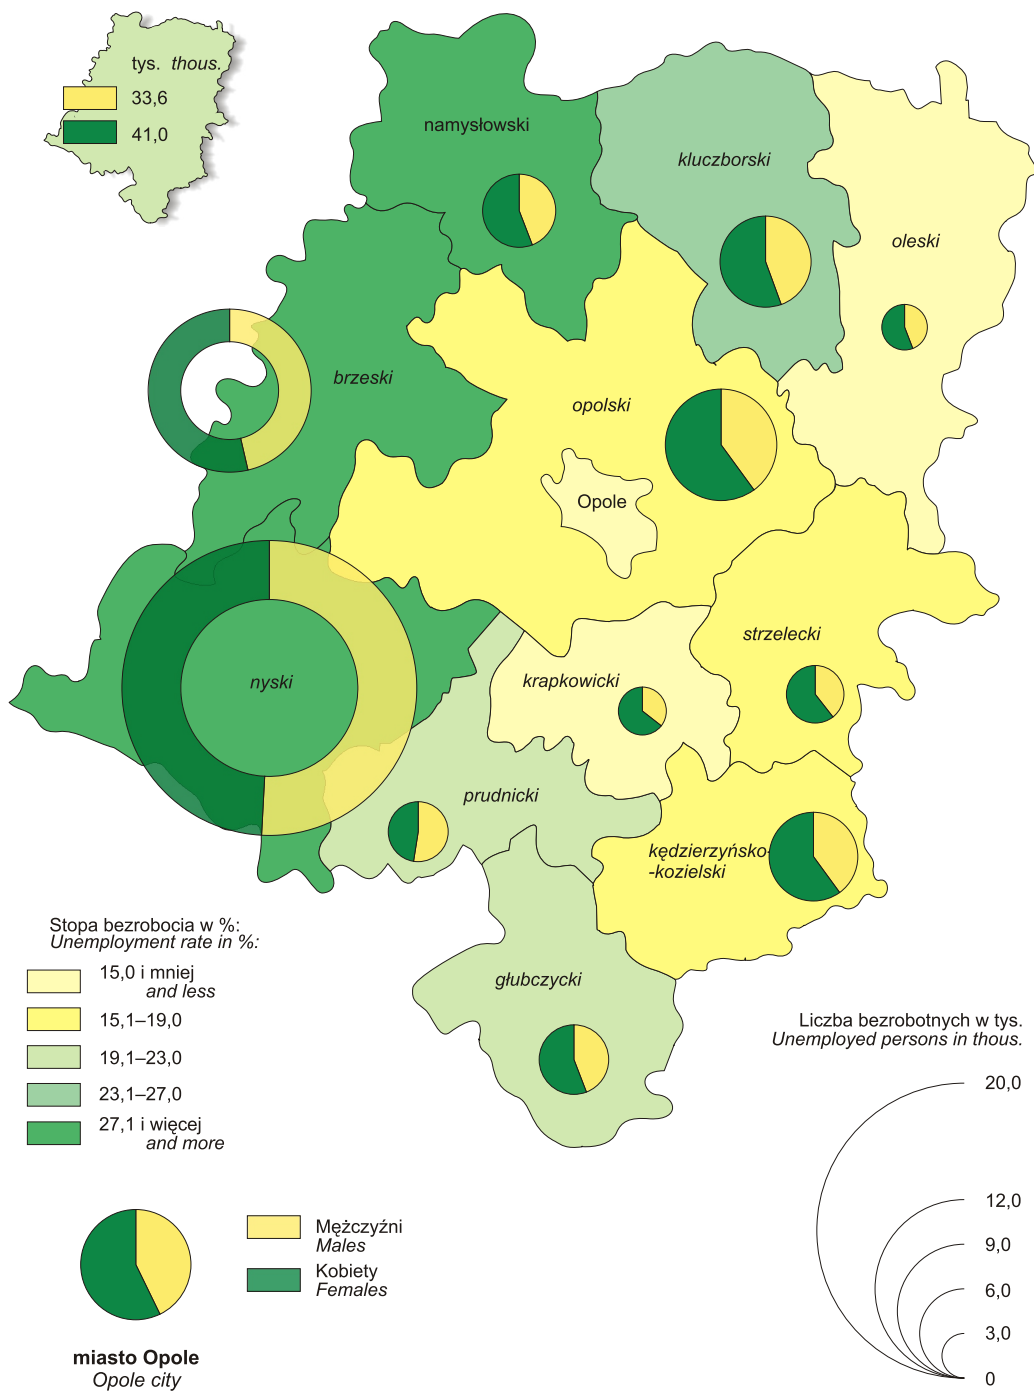 tys. thous.
33,6
41,0
namysłowski
kluczborski
oleski
brzeski
opolski
Opole
strzelecki
krapkowicki
nyski
prudnicki
kędzierzyńsko-
-kozielski
głubczycki
Stopa bezrobocia w %:
Unemployment rate in %:
15,0 i mniej
and less
15,1–19,0
19,1–23,0
23,1–27,0
27,1 i więcej
and more
Liczba bezrobotnych w tys.
Unemployed persons in thous.
20,0
12,0
9,0
6,0
3,0
0
Mężczyźni
Males
Kobiety
Females
miasto Opole
Opole city